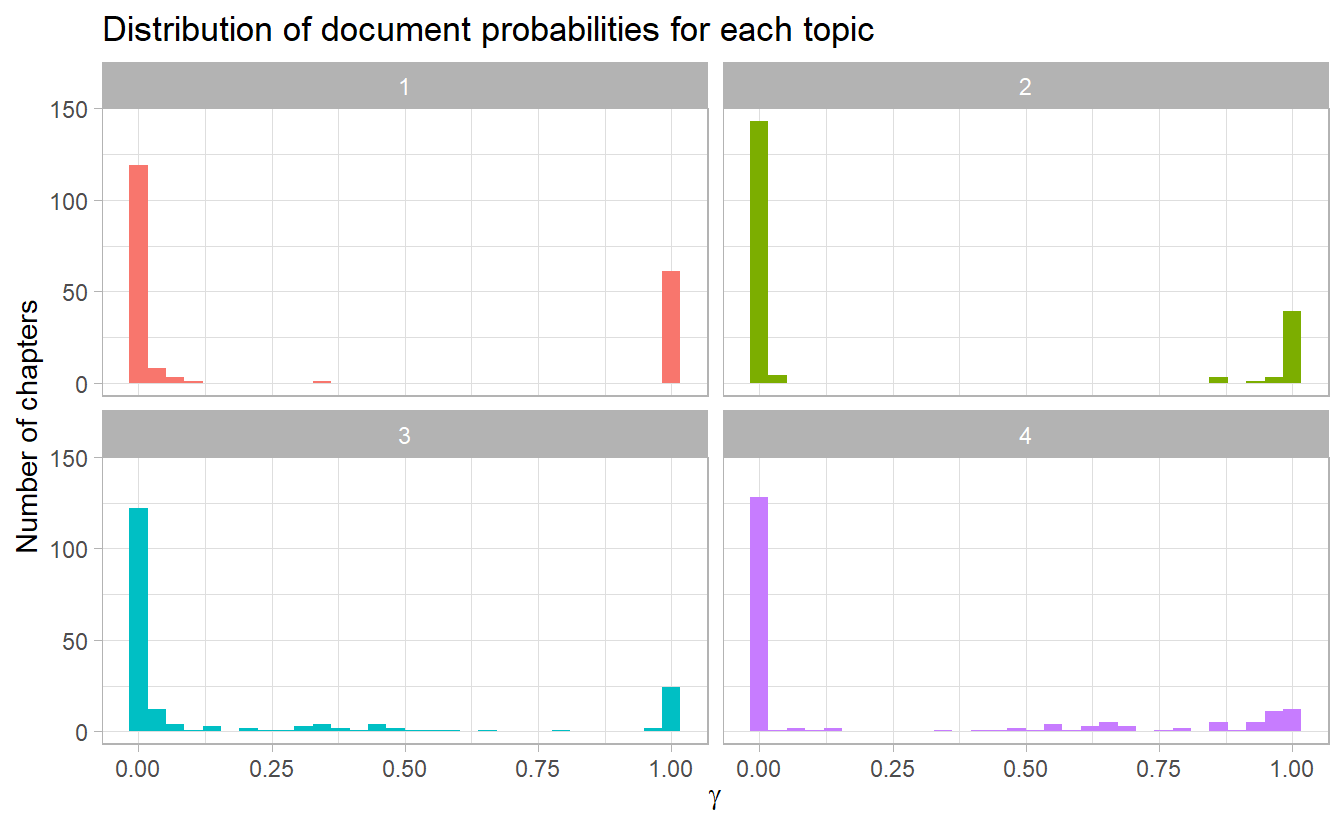 Distribution of document probabilities for each topic
1
2
150
100
50
0
3
4
150
100
50
0
Number of chapters
0.00 0.25 0.50 0.75 1.00
0.00 0.25 0.50 0.75 1.00
γ